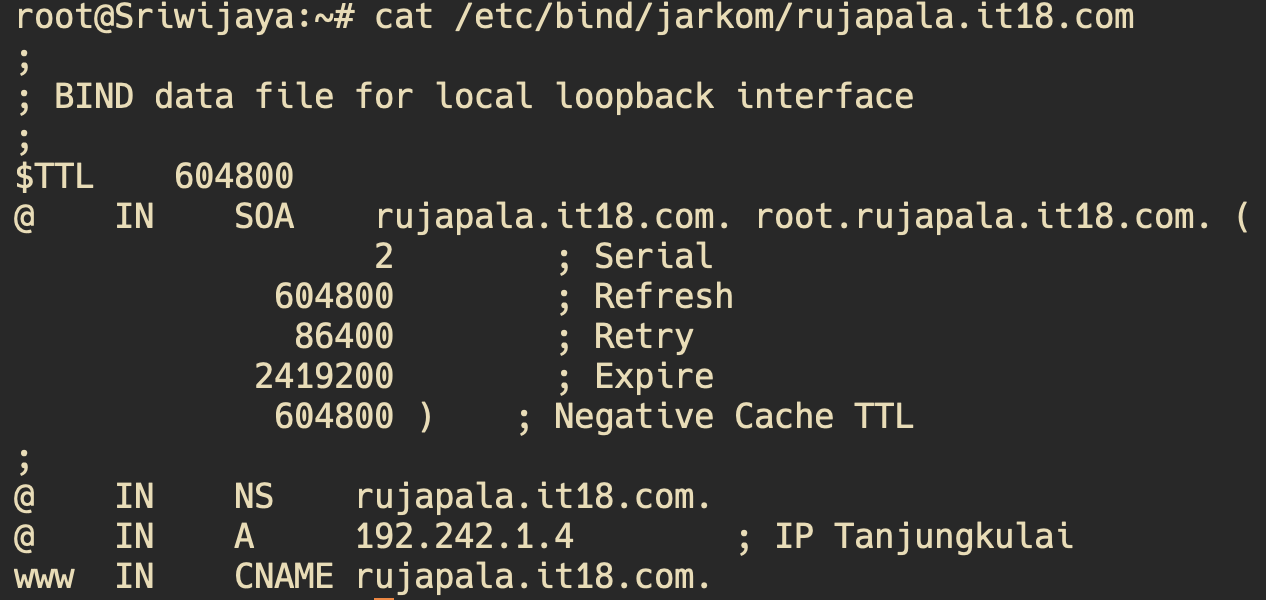 root@Sriwijaya:~# cat /etc/bind/jarkom/rujapala.it18.com
;
; BIND data file for local loopback interface
;
$TTL    604800
@    IN    SOA    rujapala.it18.com. root.rujapala.it18.com. (
                  2        ; Serial
             604800        ; Refresh
              86400        ; Retry
            2419200        ; Expire
             604800 )    ; Negative Cache TTL
;
@    IN    NS    rujapala.it18.com.
@    IN    A    192.242.1.4        ; IP Tanjungkulai
www  IN    CNAME rujapala.it18.com.